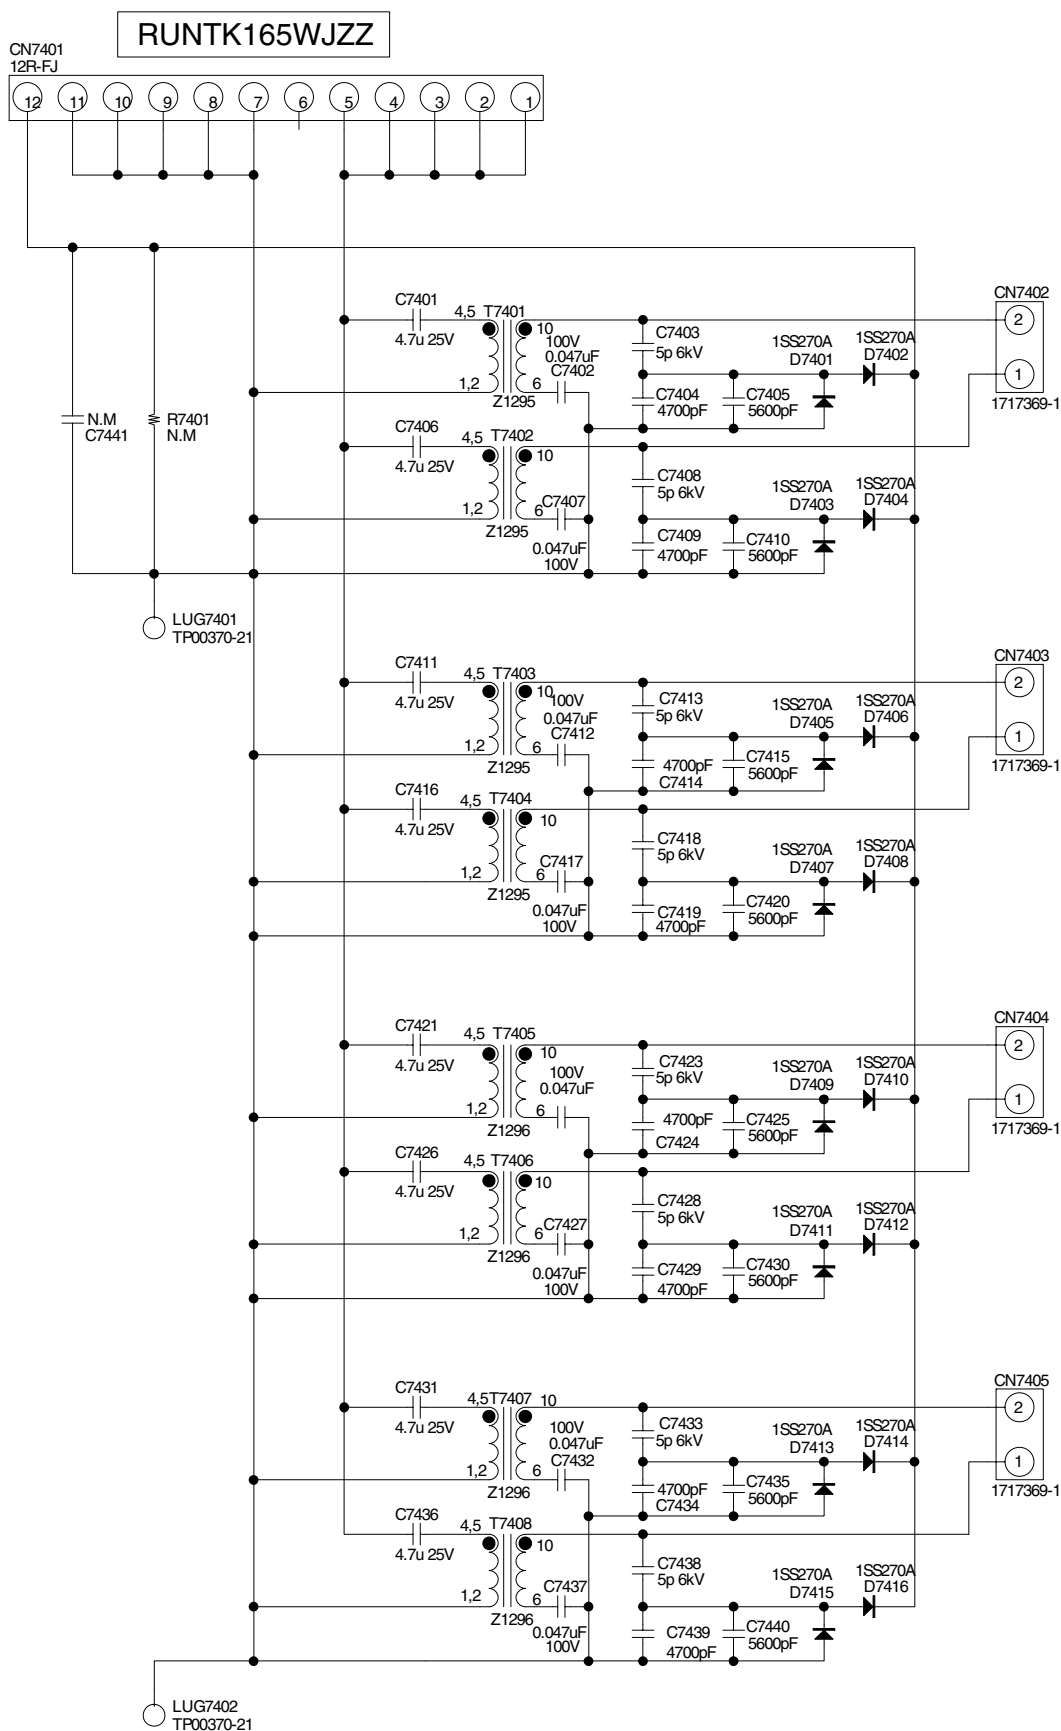 RUNTK165WJZZ
CN7401
12R-FJ
12 11 10 9 8 7 6 5 4 3 2 1
N.M
C7441
R7401
N.M
LUG7401
TP00370-21
C7401
4.7u 25V
4,5 T7401
10
100V
0.047uF
C7402
1,2
6
Z1295
C7403
5p 6kV
C7404
4700pF
C7405
5600pF
1SS270A
D7401
1SS270A
D7402
CN7402
2
1
1717369-1
C7406
4.7u 25V
4,5 T7402
10
1,2
6
C7407
Z1295
0.047uF
100V
C7408
5p 6kV
C7409
4700pF
C7410
5600pF
1SS270A
D7403
1SS270A
D7404
C7411
4.7u 25V
4,5 T7403
10
100V
0.047uF
C7412
1,2
6
Z1295
C7413
5p 6kV
4700pF
C7414
C7415
5600pF
1SS270A
D7405
1SS270A
D7406
CN7403
2
1
1717369-1
C7416
4.7u 25V
4,5 T7404
10
1,2
6
C7417
Z1295
0.047uF
100V
C7418
5p 6kV
C7419
4700pF
C7420
5600pF
1SS270A
D7407
1SS270A
D7408
C7421
4.7u 25V
4,5 T7405
10
100V
0.047uF
1,2
6
Z1296
C7423
5p 6kV
4700pF
C7424
C7425
5600pF
1SS270A
D7409
1SS270A
D7410
CN7404
2
1
1717369-1
C7426
4.7u 25V
4,5 T7406
10
1,2
6
C7427
Z1296
0.047uF
100V
C7428
5p 6kV
C7429
4700pF
C7430
5600pF
1SS270A
D7411
1SS270A
D7412
C7431
4.7u 25V
4,5 T7407
10
100V
0.047uF
C7432
1,2
6
Z1296
C7433
5p 6kV
4700pF
C7434
C7435
5600pF
1SS270A
D7413
1SS270A
D7414
CN7405
2
1
1717369-1
C7436
4.7u 25V
4,5 T7408
10
1,2
6
C7437
Z1296
0.047uF
100V
C7438
5p 6kV
C7439
4700pF
C7440
5600pF
1SS270A
D7415
1SS270A
D7416
LUG7402
TP00370-21